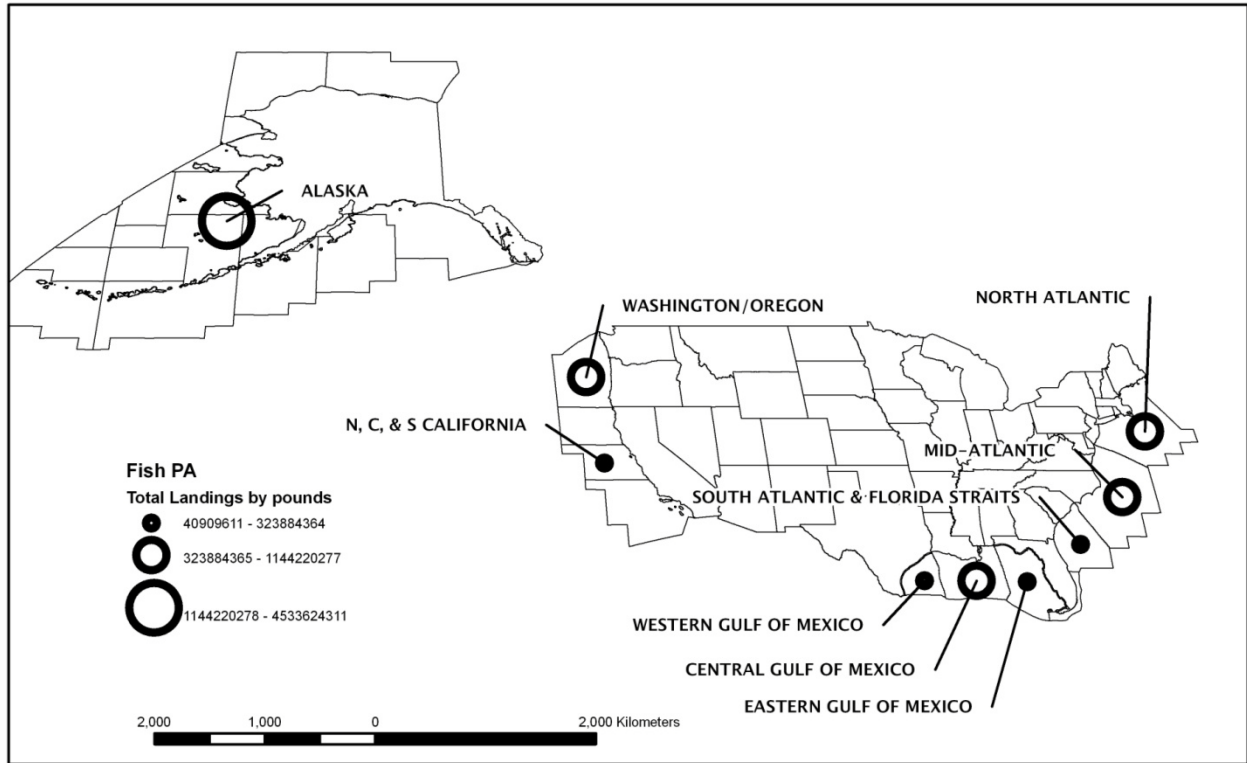 ALASKA
WASHINGTON/OREGON
NORTH ATLANTIC
N, C, & S CALIFORNIA
MID-ATLANTIC
SOUTH ATLANTIC & FLORIDA STRAITS
Fish PA
Total Landings by pounds
40909611 - 323884364
323884365 - 1144220277
1144220278 - 4533624311
WESTERN GULF OF MEXICO
CENTRAL GULF OF MEXICO
EASTERN GULF OF MEXICO
2,000 1,000 0 2,000 Kilometers